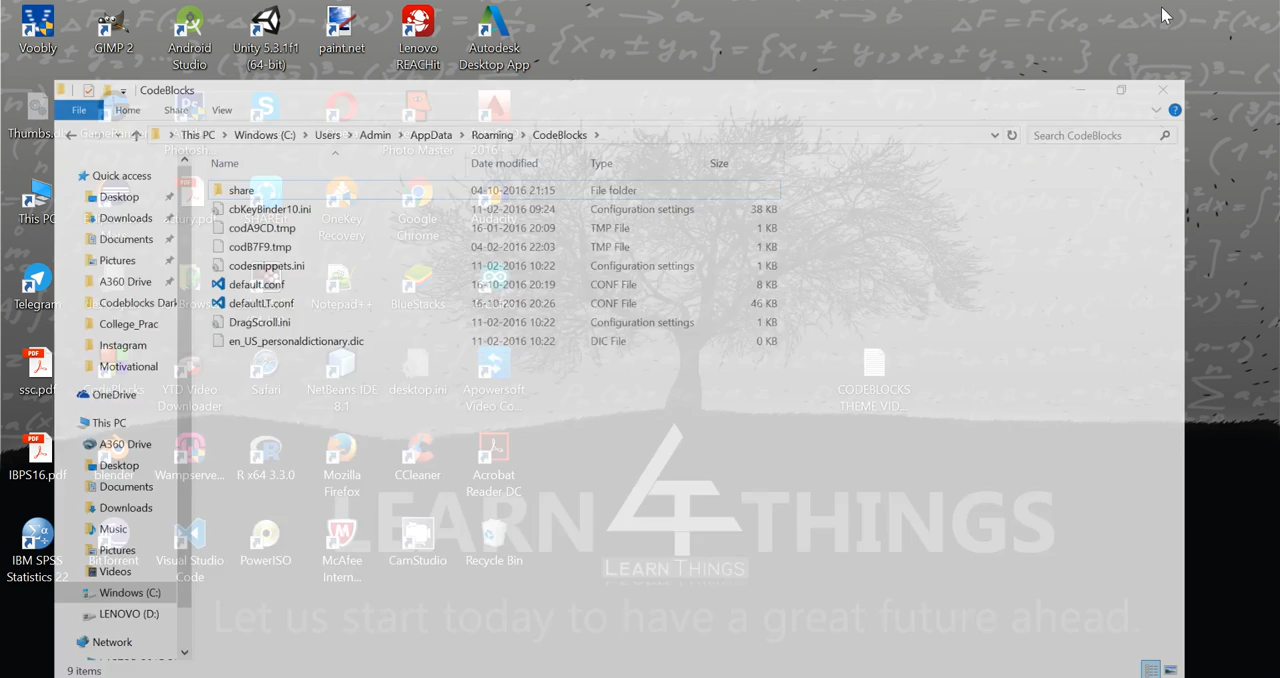 Voobly
GIMP 2
Android
Studio
Unity 5.3.1f1
(64-bit)
paint.net
Lenovo
REACHit
Autodesk
Desktop App
CodeBlocks
File
Home
Share
View
This PC
Windows (C:)
Users
Admin
AppData
Roaming
CodeBlocks
Search CodeBlocks
Photo Master
Name
Date modified
Type
Size
share
04-10-2016 21:15
File folder
cbKeyBinder10.ini
11-02-2016 09:24
Configuration settings
38 KB
codA9CD.tmp
16-01-2016 20:09
TMP File
1 KB
codB7F9.tmp
04-02-2016 22:03
TMP File
1 KB
codesnippets.ini
11-02-2016 10:22
Configuration settings
1 KB
default.conf
16-10-2016 20:19
CONF File
8 KB
defaultLT.conf
16-10-2016 20:26
CONF File
46 KB
DragScroll.ini
11-02-2016 10:22
Configuration settings
1 KB
en_US_personaldictionary.dic
11-02-2016 10:22
DIC File
0 KB
Quick access
Desktop
Downloads
Documents
Pictures
A360 Drive
Codeblocks Dark
College_Prac
Instagram
Motivational
OneDrive
This PC
A360 Drive
Desktop
Documents
Downloads
Music
Pictures
Videos
Windows (C:)
LENOVO (D:)
Network
9 items
This PC
Telegram
ssc.pdf
IBPS16.pdf
IBM SPSS
Statistics 22
OneKey
Recovery
Google
Chrome
Audacity
Notepad++
BlueStacks
CodeBlocks
YTD Video
Downloader
Safari
NetBeans IDE
8.1
desktop.ini
Apowersoft
Video Co...
CODEBLOCKS
THEME VID...
blender
Wampserve...
R x64 3.3.0
Mozilla
Firefox
CCleaner
Acrobat
Reader DC
BitTorrent
Visual Studio
Code
PowerISO
McAfee
Intern...
CamStudio
Recycle Bin
LEARN 4 THINGS
LEARN THINGS
Let us start today to have a great future ahead.